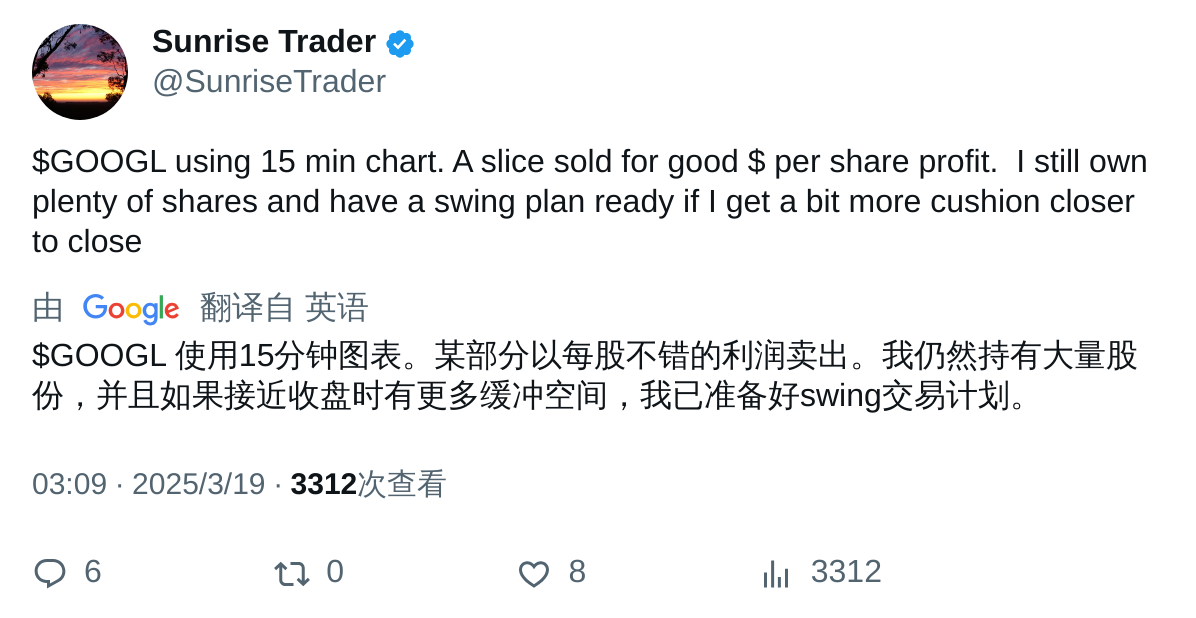 Sunrise Trader
@SunriseTrader
$GOOGL using 15 min chart. A slice sold for good $ per share profit.  I still own
plenty of shares and have a swing plan ready if I get a bit more cushion closer
to close
由 Google 翻译自 英语
$GOOGL 使用15分钟图表。某部分以每股不错的利润卖出。我仍然持有大量股
份，并且如果接近收盘时有更多缓冲空间，我已准备好swing交易计划。
03:09 · 2025/3/19 · 3312次查看
6 0 8 3312